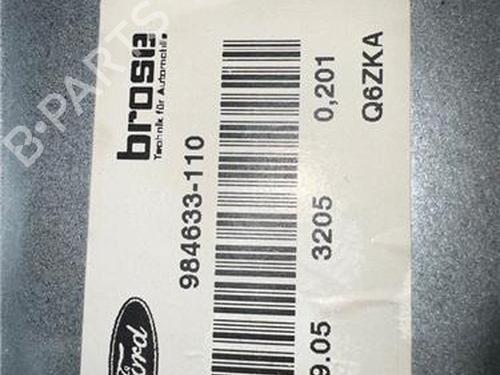 brose
Technik für Automobile
984633-110
Ford
9.05 3205 0,201
Q6ZKA
B·PARTS